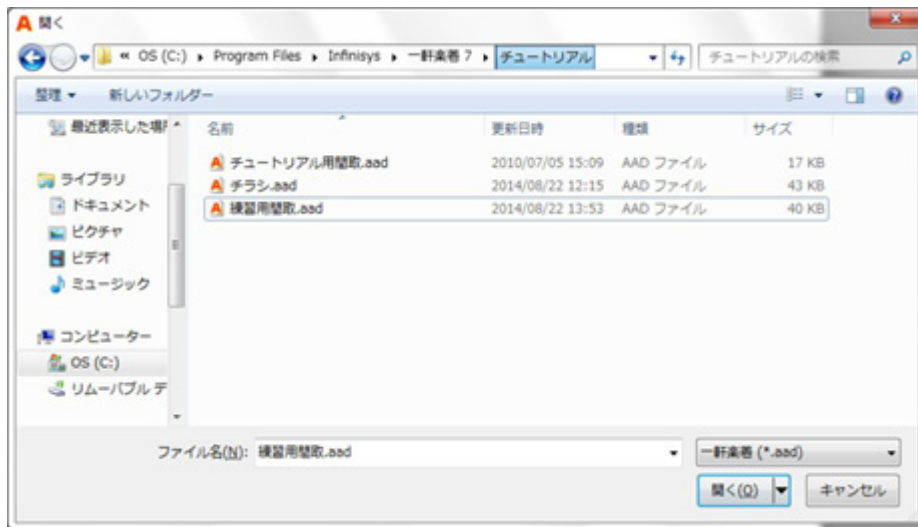 開く
« OS (C:) ▸ Program Files ▸ Infinisys ▸ 一軒楽善 7 ▸ チュートリアル
チュートリアルの検索
整理 ▼ 新しいフォルダー
最近表示した場所
ライブラリ
ドキュメント
ピクチャ
ビデオ
ミュージック
コンピューター
OS (C:)
リムーバブル デ
名前 更新日時 種類 サイズ
チュートリアル用間取.aad 2010/07/05 15:09 AAD ファイル 17 KB
チラシ.aad 2014/08/22 12:15 AAD ファイル 43 KB
練習用間取.aad 2014/08/22 13:53 AAD ファイル 40 KB
ファイル名(N): 練習用間取.aad
一軒楽善 (*.aad)
開く(O) キャンセル